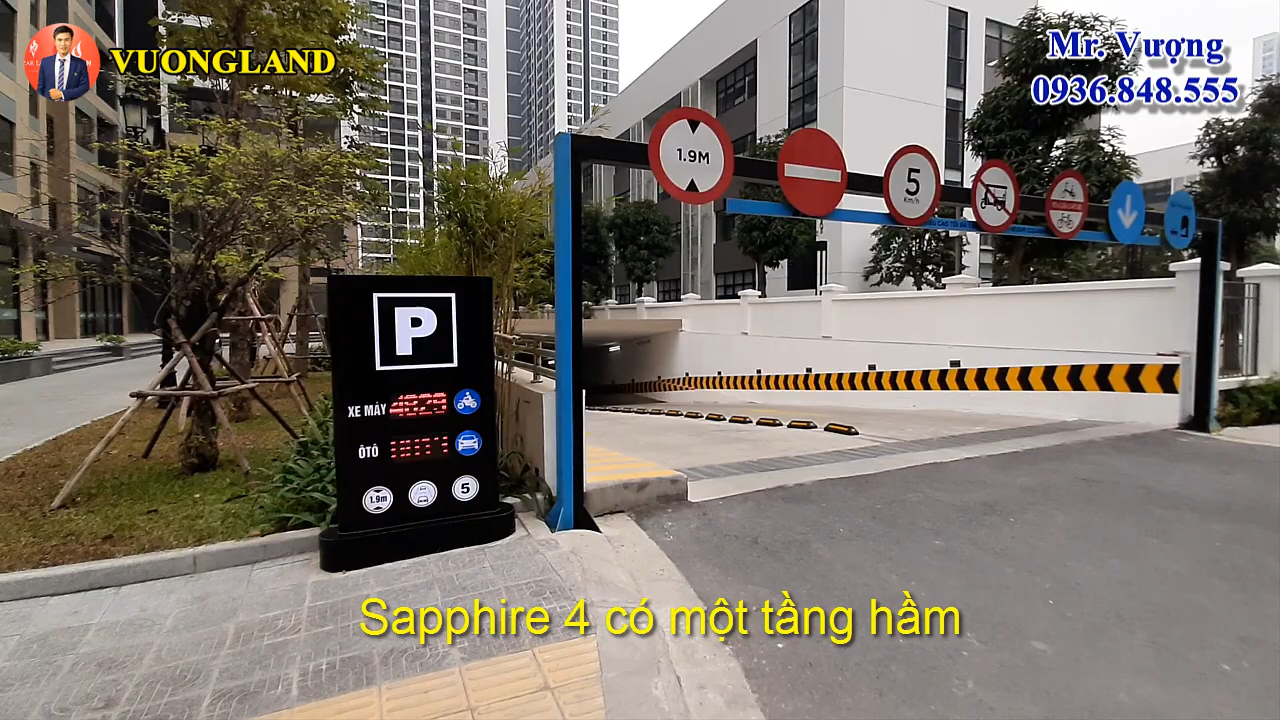 VUONGLAND
Mr. Vượng
0936.848.555
1.9M
5
Km/h
P
XE MÁY 4829
ÔTÔ
1.9m
5
Sapphire 4 có một tầng hầm